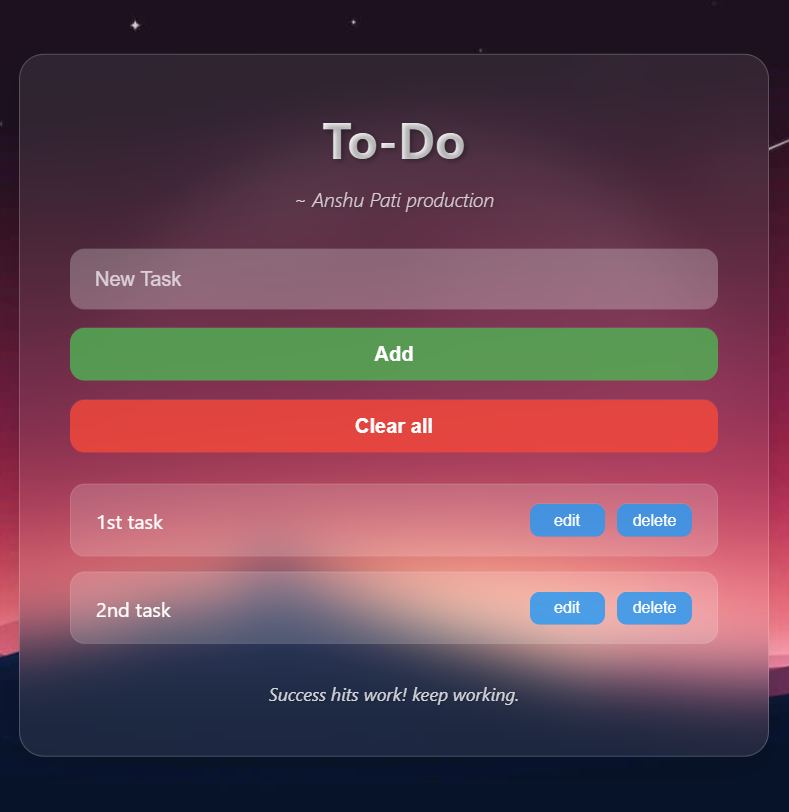 To-Do
~ Anshu Pati production
New Task
Add
Clear all
1st task edit delete
2nd task edit delete
Success hits work! keep working.